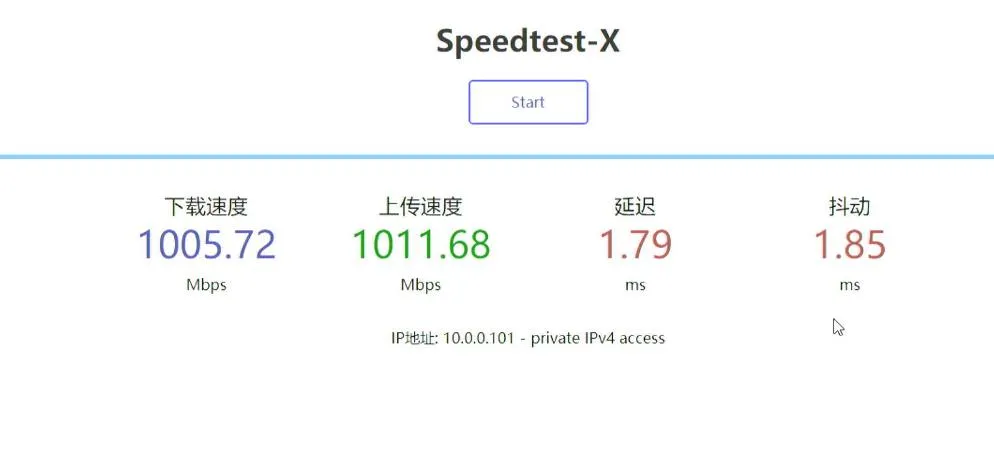 Speedtest-X
Start
下载速度 上传速度 延迟 抖动
1005.72 1011.68 1.79 1.85
Mbps Mbps ms ms
IP地址: 10.0.0.101 - private IPv4 access